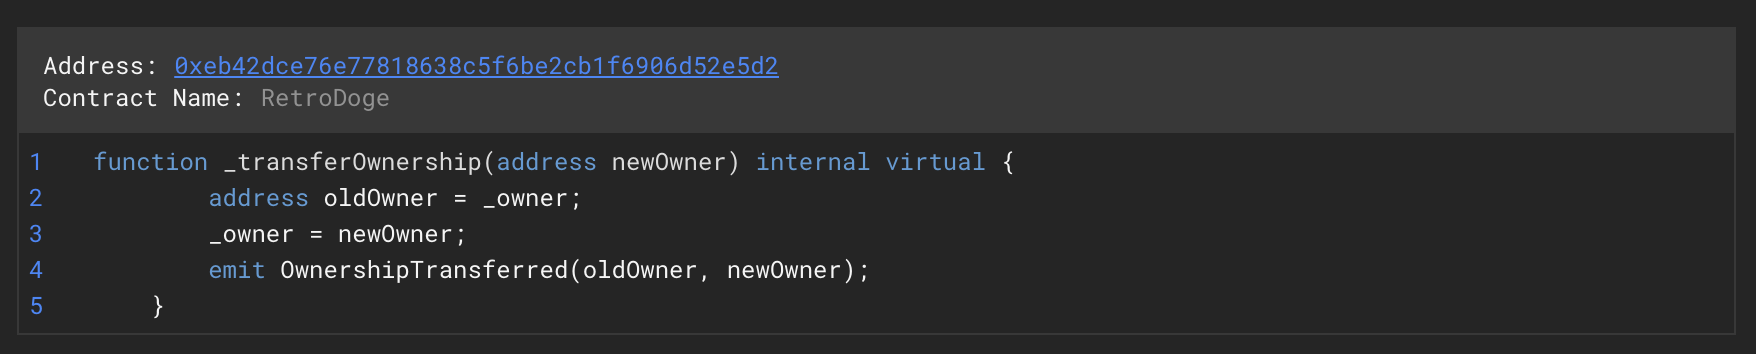 Address: 0xeb42dce76e77818638c5f6be2cb1f6906d52e5d2
Contract Name: RetroDoge
1 function _transferOwnership(address newOwner) internal virtual {
2 address oldOwner = _owner;
3 _owner = newOwner;
4 emit OwnershipTransferred(oldOwner, newOwner);
5 }